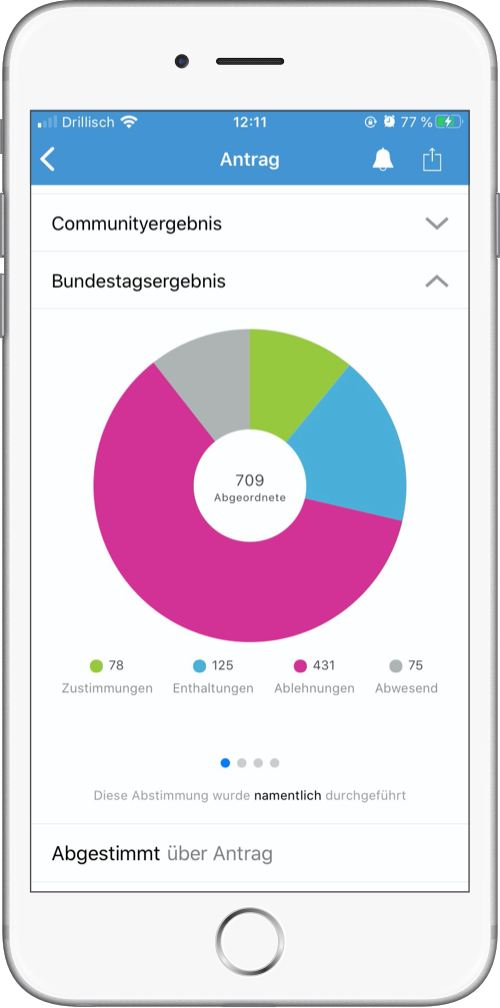 Drillisch 12:11 77 %
Antrag
Communityergebnis
Bundestagsergebnis
709
Abgeordnete
78 125 431 75
Zustimmungen Enthaltungen Ablehnungen Abwesend
Diese Abstimmung wurde namentlich durchgeführt
Abgestimmt über Antrag